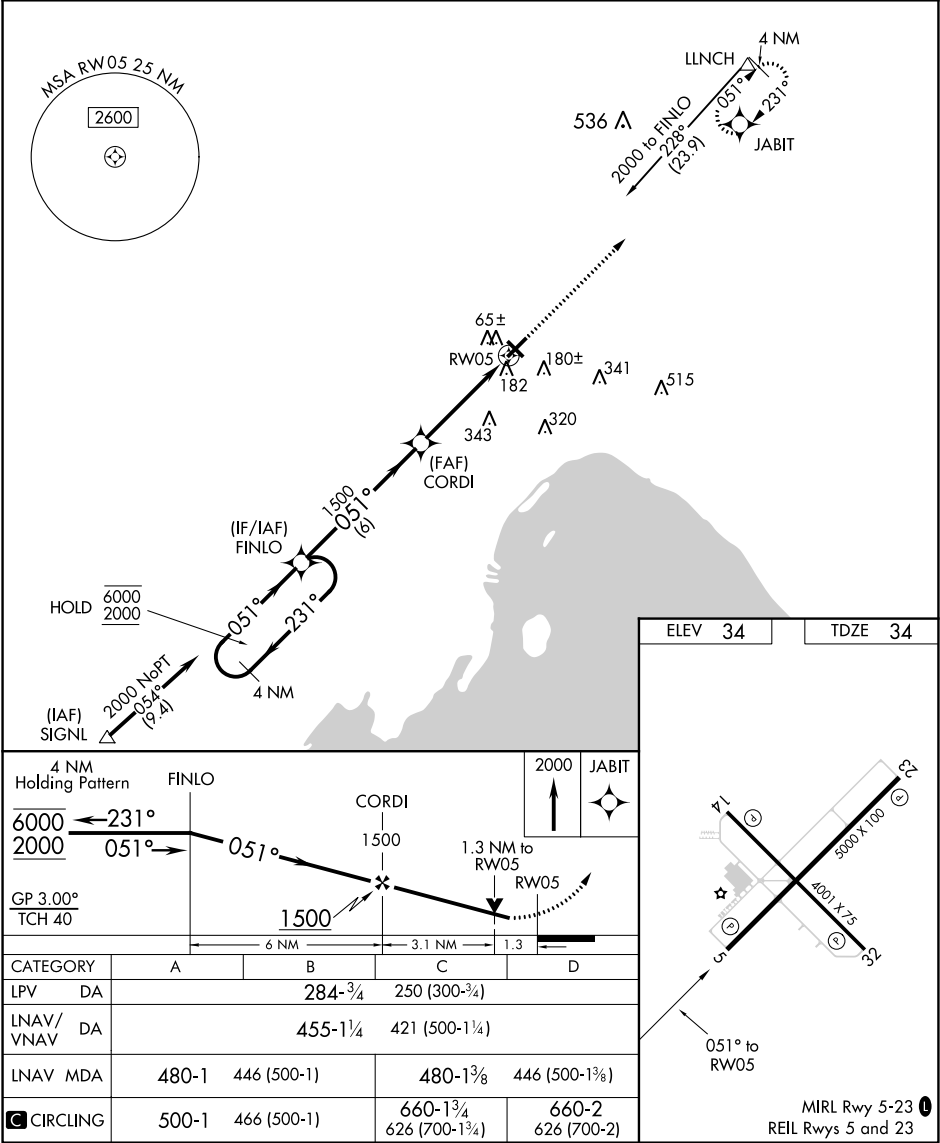 MSA RW05 25 NM
2600
LLNCH
4 NM
051°
231°
JABIT
536
2000 to FINLO
228°
(23.9)
65±
RW05
182
180±
341
515
343
320
(FAF)
CORDI
1500
051°
(6)
(IF/IAF)
FINLO
HOLD
6000
2000
051°
231°
4 NM
2000 NoPT
054°
(9.4)
(IAF)
SIGNL
ELEV 34
TDZE 34
4 NM
Holding Pattern
FINLO
6000
2000
231°
051°
051°
CORDI
1500
1500
1.3 NM to
RW05
RW05
2000
JABIT
GP 3.00°
TCH 40
6 NM
3.1 NM
1.3
CATEGORY A B C D
LPV DA 284-¾ 250 (300-¾)
LNAV/
VNAV DA 455-1¼ 421 (500-1¼)
LNAV MDA 480-1 446 (500-1) 480-1⅜ 446 (500-1⅜)
C CIRCLING 500-1 466 (500-1) 660-1¾ 626 (700-1¾) 660-2 626 (700-2)
14
23
P
P
5000 X 100
4001 X 75
P
P
5
32
051° to
RW05
MIRL Rwy 5-23 L
REIL Rwys 5 and 23